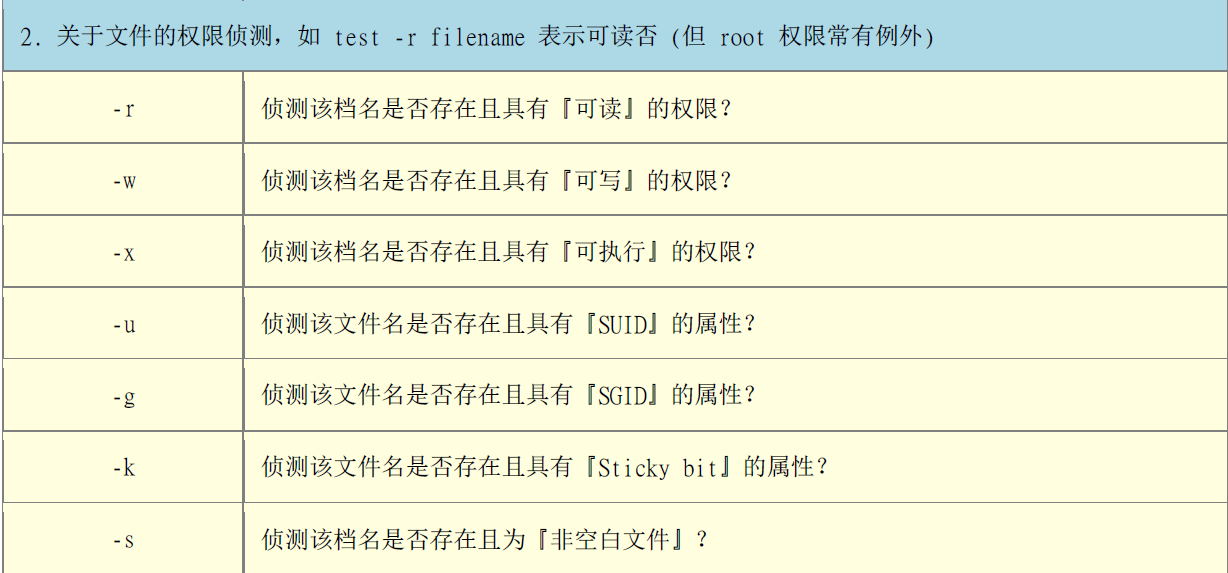 2. 关于文件的权限侦测，如 test -r filename 表示可读否 (但 root 权限常有例外)
-r 侦测该档名是否存在且具有『可读』的权限？
-w 侦测该档名是否存在且具有『可写』的权限？
-x 侦测该档名是否存在且具有『可执行』的权限？
-u 侦测该文件名是否存在且具有『SUID』的属性？
-g 侦测该文件名是否存在且具有『SGID』的属性？
-k 侦测该文件名是否存在且具有『Sticky bit』的属性？
-s 侦测该档名是否存在且为『非空白文件』？